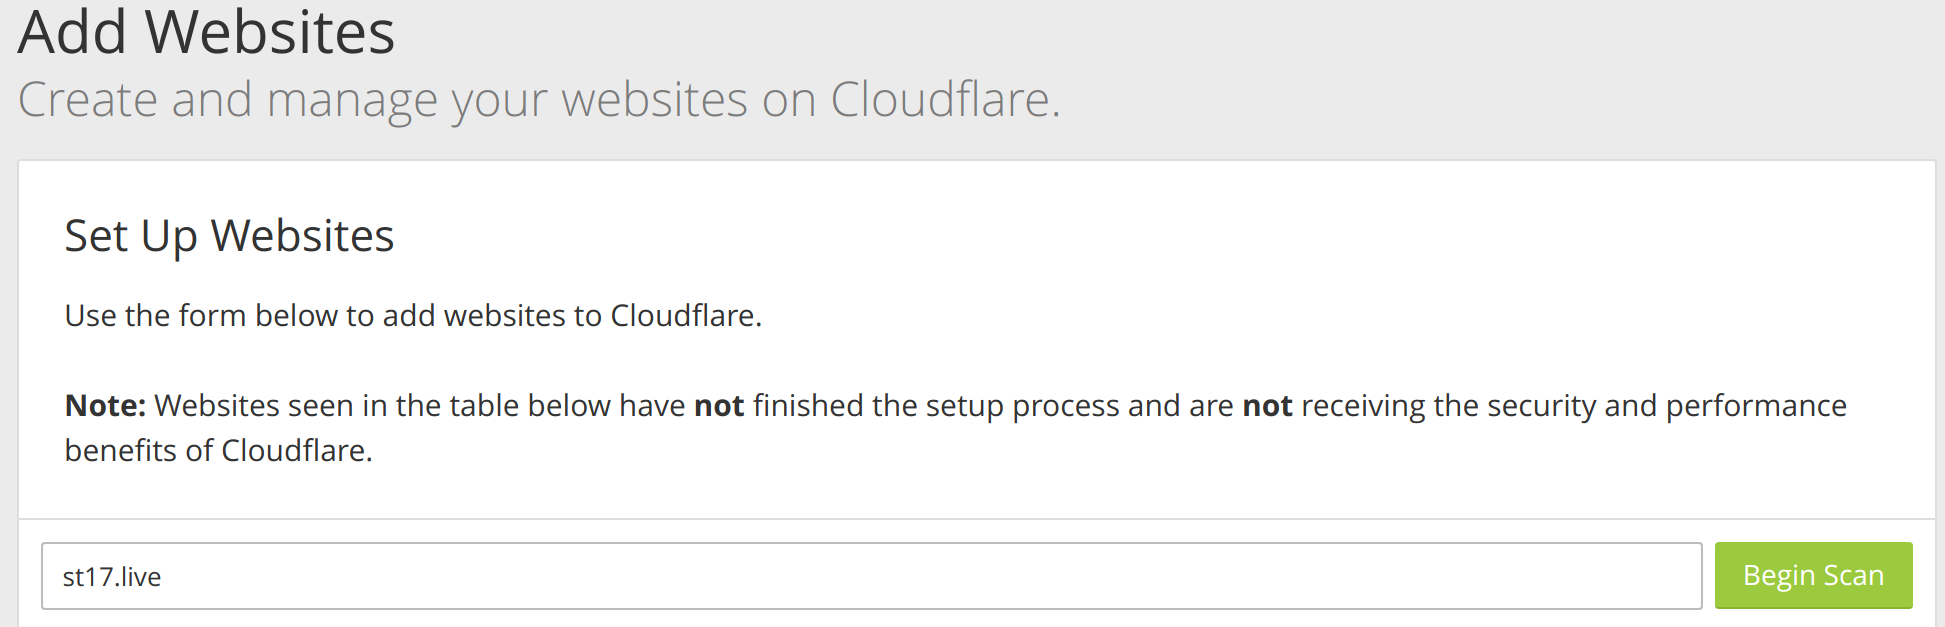 Add Websites
Create and manage your websites on Cloudflare.
Set Up Websites
Use the form below to add websites to Cloudflare.
Note: Websites seen in the table below have not finished the setup process and are not receiving the security and performance
benefits of Cloudflare.
st17.live
Begin Scan